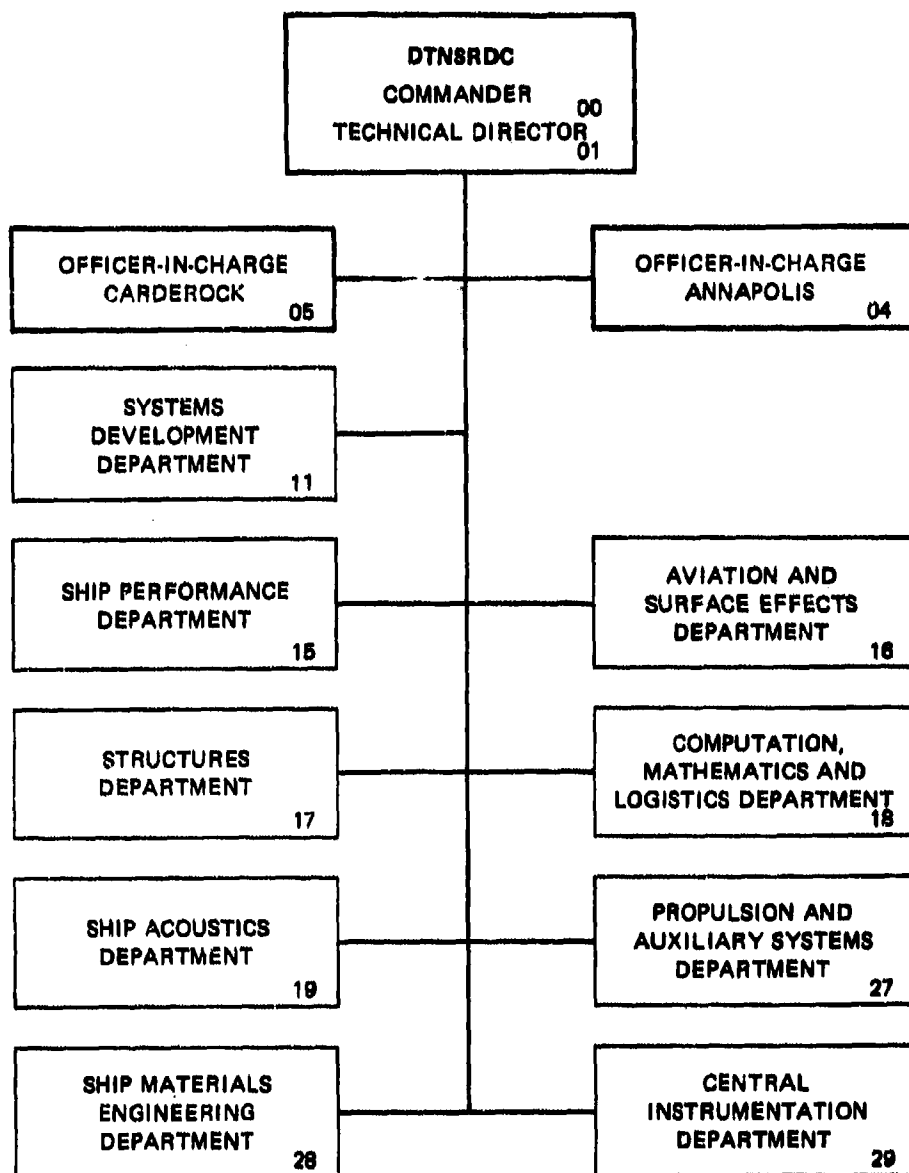 DTNSRDC
COMMANDER
00
TECHNICAL DIRECTOR
01
OFFICER-IN-CHARGE
CARDEROCK
05
OFFICER-IN-CHARGE
ANNAPOLIS
04
SYSTEMS
DEVELOPMENT
DEPARTMENT
11
SHIP PERFORMANCE
DEPARTMENT
15
AVIATION AND
SURFACE EFFECTS
DEPARTMENT
16
STRUCTURES
DEPARTMENT
17
COMPUTATION,
MATHEMATICS AND
LOGISTICS DEPARTMENT
18
SHIP ACOUSTICS
DEPARTMENT
19
PROPULSION AND
AUXILIARY SYSTEMS
DEPARTMENT
27
SHIP MATERIALS
ENGINEERING
DEPARTMENT
28
CENTRAL
INSTRUMENTATION
DEPARTMENT
29